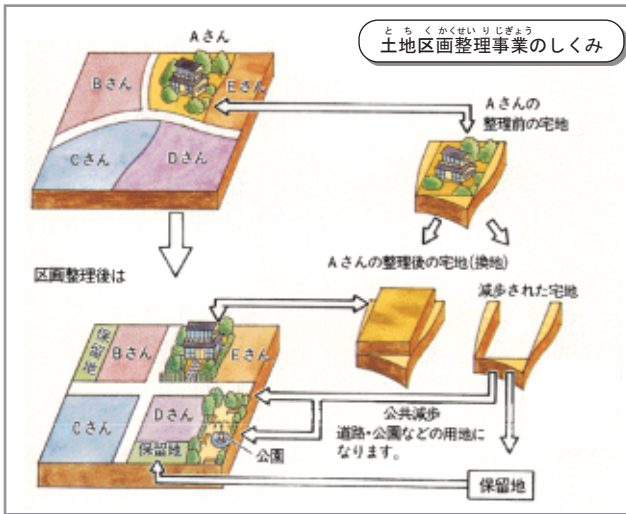 と ち く かくせい り じぎょう
土地区画整理事業のしくみ
Aさん
Bさん
Eさん
Cさん
Dさん
Aさんの
整理前の宅地
区画整理後は
Aさんの整理後の宅地(換地)
減歩された宅地
保留地
Bさん
Eさん
Cさん
Dさん
保留地
公園
公共減歩
道路・公園などの用地に
なります。
保留地